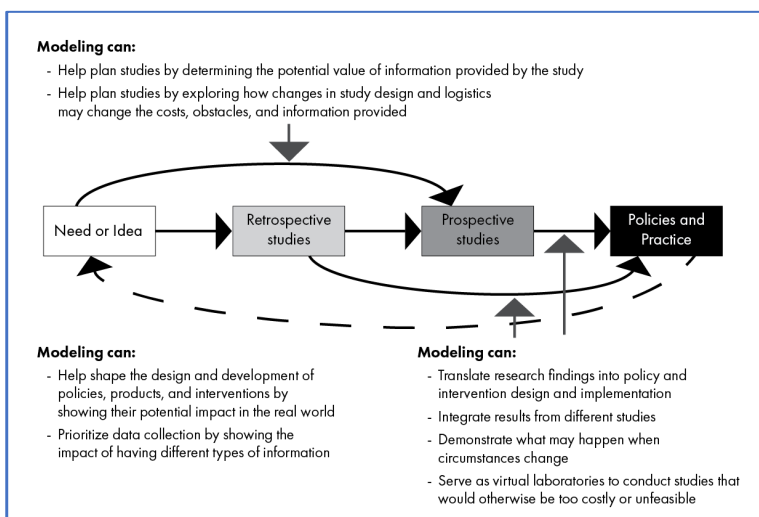 Modeling can:
- Help plan studies by determining the potential value of information provided by the study
- Help plan studies by exploring how changes in study design and logistics
may change the costs, obstacles, and information provided
Need or Idea
Retrospective
studies
Prospective
studies
Policies and
Practice
Modeling can:
- Help shape the design and development of
policies, products, and interventions by
showing their potential impact in the real world
- Prioritize data collection by showing the
impact of having different types of information
Modeling can:
- Translate research findings into policy and
intervention design and implementation
- Integrate results from different studies
- Demonstrate what may happen when
circumstances change
- Serve as virtual laboratories to conduct studies that
would otherwise be too costly or unfeasible